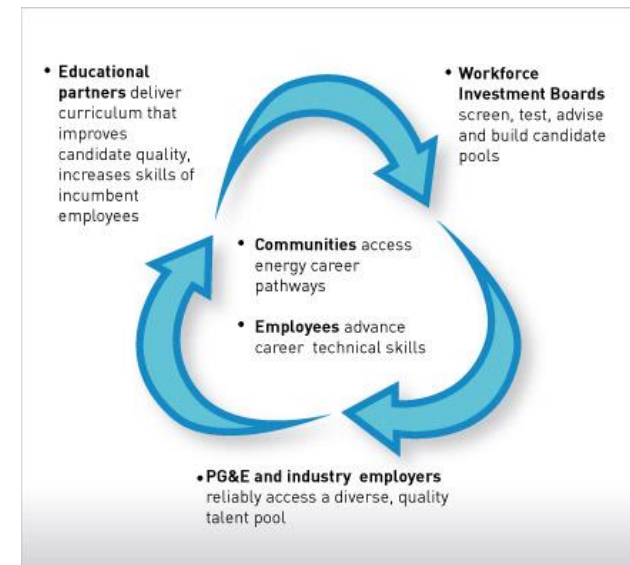 • Educational
partners deliver
curriculum that
improves
candidate quality,
increases skills of
incumbent
employees
• Workforce
Investment Boards
screen, test, advise
and build candidate
pools
• Communities access
energy career
pathways
• Employees advance
career technical skills
• PG&E and industry employers
reliably access a diverse, quality
talent pool